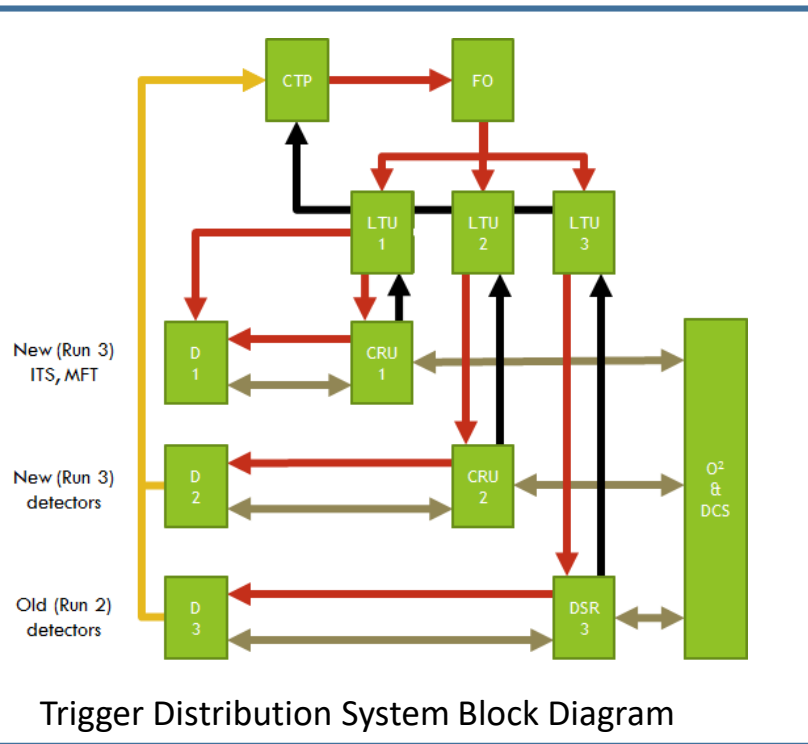 CTP
FO
LTU
1
LTU
2
LTU
3
New (Run 3)
ITS, MFT
D
1
CRU
1
New (Run 3)
detectors
D
2
CRU
2
O²
&
DCS
Old (Run 2)
detectors
D
3
DSR
3
Trigger Distribution System Block Diagram